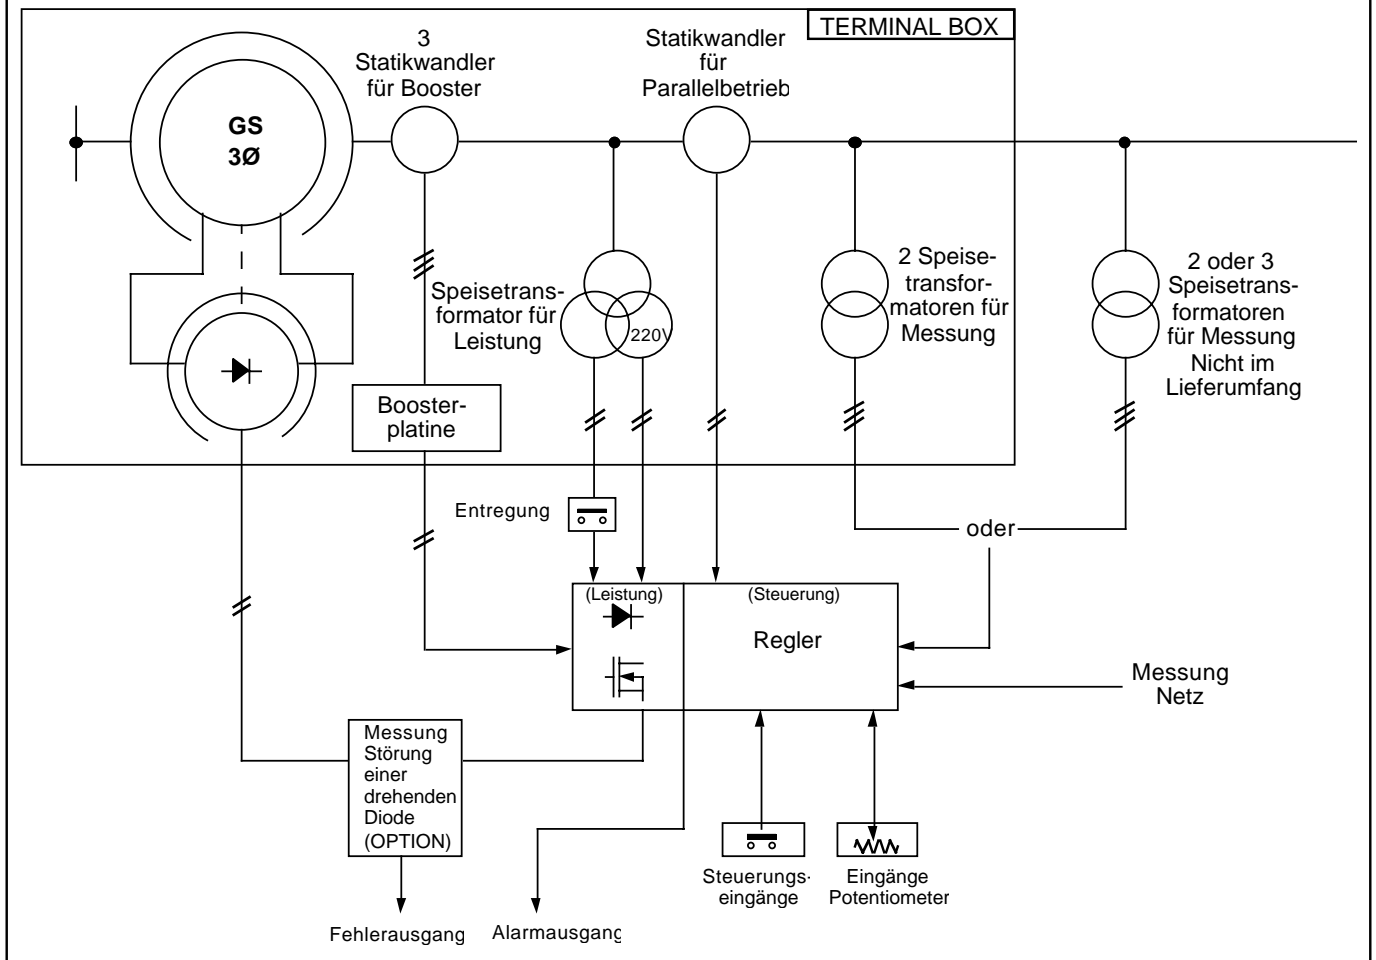 TERMINAL BOX
3
Statikwandler
für Booster
Statikwandler
für
Parallelbetrieb
GS
3Ø
Speisetrans-
formator für
Leistung
220V
2 Speise-
transfor-
matoren für
Messung
2 oder 3
Speisetrans-
formatoren
für Messung
Nicht im
Lieferumfang
Booster-
platine
Entregung
oder
(Leistung)
(Steuerung)
Regler
Messung
Netz
Messung
Störung
einer
drehenden
Diode
(OPTION)
Steuerungs-
eingänge
Eingänge
Potentiometer
Fehlerausgang
Alarmausgang